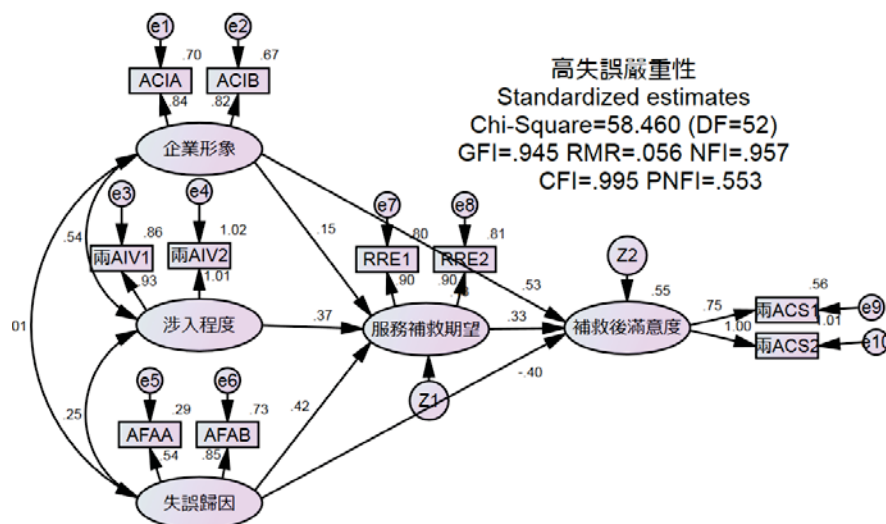 高失誤嚴重性
Standardized estimates
Chi-Square=58.460 (DF=52)
GFI=.945 RMR=.056 NFI=.957
CFI=.995 PNFI=.553
e1
e2
.70
.67
ACIA
ACIB
.84
.82
企業形象
e3
e4
.86
1.02
兩AIV1
兩AIV2
.93
1.01
涉入程度
e5
e6
.29
.73
AFAA
AFAB
.54
.85
失誤歸因
.54
01
.25
.15
.37
.42
e7
e8
.80
.81
RRE1
RRE2
.90
.90
服務補救期望
Z1
.53
.33
-.40
Z2
.55
補救後滿意度
.75
1.00
.56
兩ACS1
e9
1.01
兩ACS2
e10